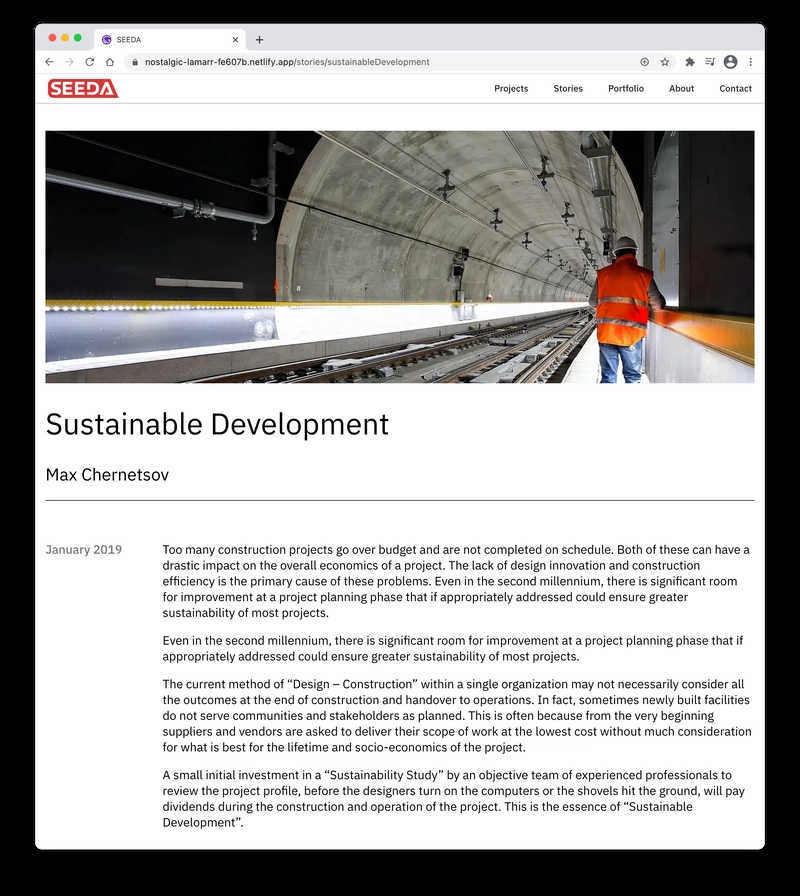 SEEDA
nostalgic-lamarr-fe607b.netlify.app/stories/sustainableDevelopment
SEEDA
Projects
Stories
Portfolio
About
Contact
Sustainable Development
Max Chernetsov
January 2019
Too many construction projects go over budget and are not completed on schedule. Both of these can have a
drastic impact on the overall economics of a project. The lack of design innovation and construction
efficiency is the primary cause of these problems. Even in the second millennium, there is significant room
for improvement at a project planning phase that if appropriately addressed could ensure greater
sustainability of most projects.
Even in the second millennium, there is significant room for improvement at a project planning phase that if
appropriately addressed could ensure greater sustainability of most projects.
The current method of “Design – Construction” within a single organization may not necessarily consider all
the outcomes at the end of construction and handover to operations. In fact, sometimes newly built facilities
do not serve communities and stakeholders as planned. This is often because from the very beginning
suppliers and vendors are asked to deliver their scope of work at the lowest cost without much consideration
for what is best for the lifetime and socio-economics of the project.
A small initial investment in a “Sustainability Study” by an objective team of experienced professionals to
review the project profile, before the designers turn on the computers or the shovels hit the ground, will pay
dividends during the construction and operation of the project. This is the essence of “Sustainable
Development”.